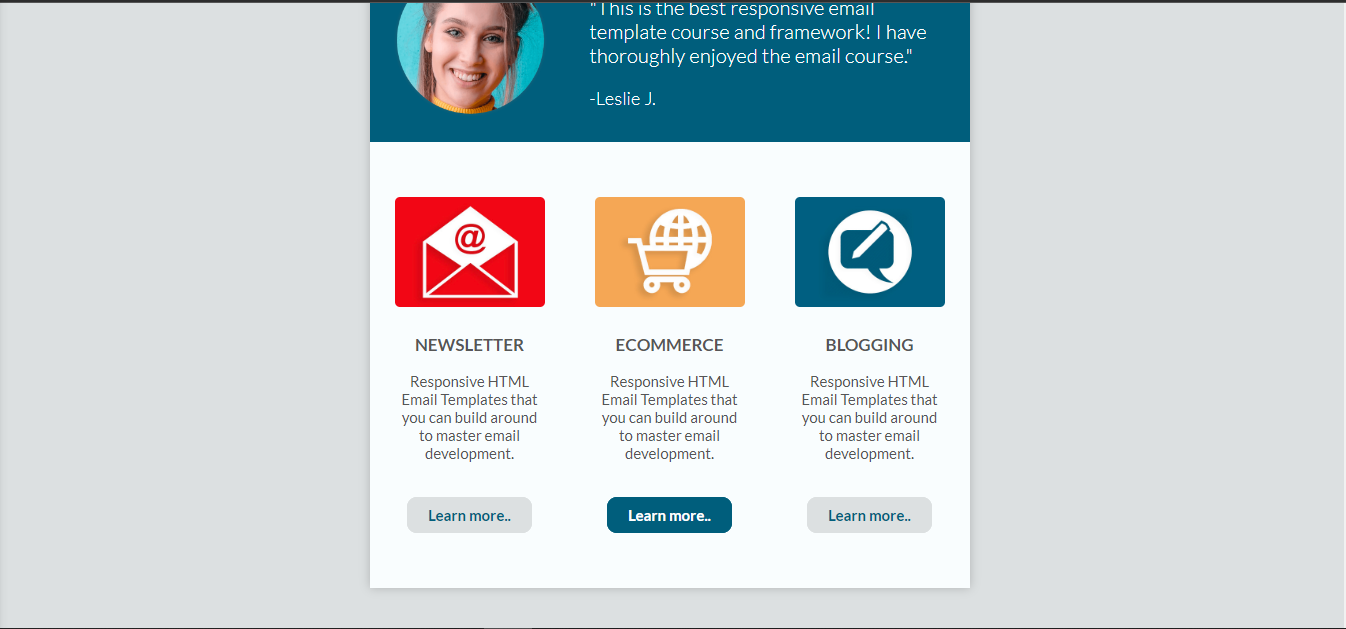 "This is the best responsive email
template course and framework! I have
thoroughly enjoyed the email course."
-Leslie J.
@
NEWSLETTER
Responsive HTML
Email Templates that
you can build around
to master email
development.
Learn more..
ECOMMERCE
Responsive HTML
Email Templates that
you can build around
to master email
development.
Learn more..
BLOGGING
Responsive HTML
Email Templates that
you can build around
to master email
development.
Learn more..